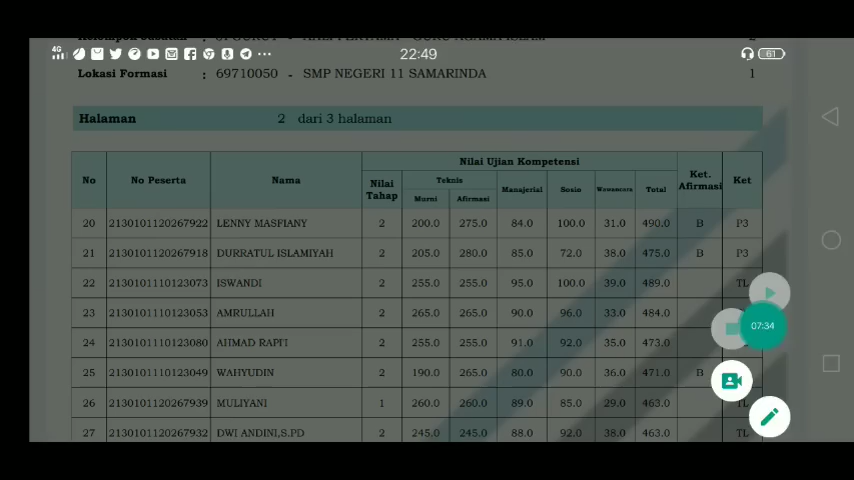 4G 22:49 61
Lokasi Formasi : 69710050 - SMP NEGERI 11 SAMARINDA 1
Halaman 2 dari 3 halaman
No No Peserta Nama Nilai Tahap Nilai Ujian Kompetensi Ket. Afirmasi Ket
Teknis Manajerial Sosio Wawancara Total
Murni Afirmasi
20 2130101120267922 LENNY MASFIANY 2 200.0 275.0 84.0 100.0 31.0 490.0 B P3
21 2130101120267918 DURRATUL ISLAMIYAH 2 205.0 280.0 85.0 72.0 38.0 475.0 B P3
22 2130101110123073 ISWANDI 2 255.0 255.0 95.0 100.0 39.0 489.0 TL
23 2130101110123053 AMRULLAH 2 265.0 265.0 90.0 96.0 33.0 484.0
07:34
24 2130101110123080 AHMAD RAPI'I 2 255.0 255.0 91.0 92.0 35.0 473.0
25 2130101110123049 WAHYUDIN 2 190.0 265.0 80.0 90.0 36.0 471.0 B
26 2130101120267939 MULIYANI 1 260.0 260.0 89.0 85.0 29.0 463.0 TL
27 2130101120267932 DWI ANDINI,S.PD 2 245.0 245.0 88.0 92.0 38.0 463.0 TL